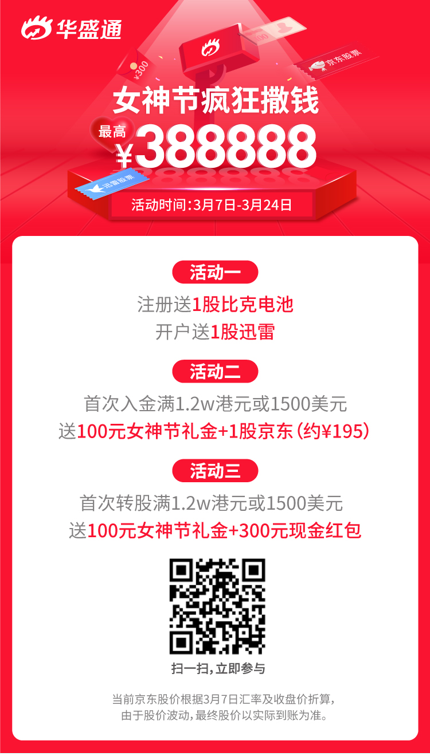 华盛通
¥300
京东股票
女神节疯狂撒钱
最高
¥388888
迅雷股票
活动时间：3月7日-3月24日
活动一
注册送1股比克电池
开户送1股迅雷
活动二
首次入金满1.2w港元或1500美元
送100元女神节礼金+1股京东（约¥195）
活动三
首次转股满1.2w港元或1500美元
送100元女神节礼金+300元现金红包
扫一扫，立即参与
当前京东股价根据3月7日汇率及收盘价折算，
由于股价波动，最终股价以实际到账为准。